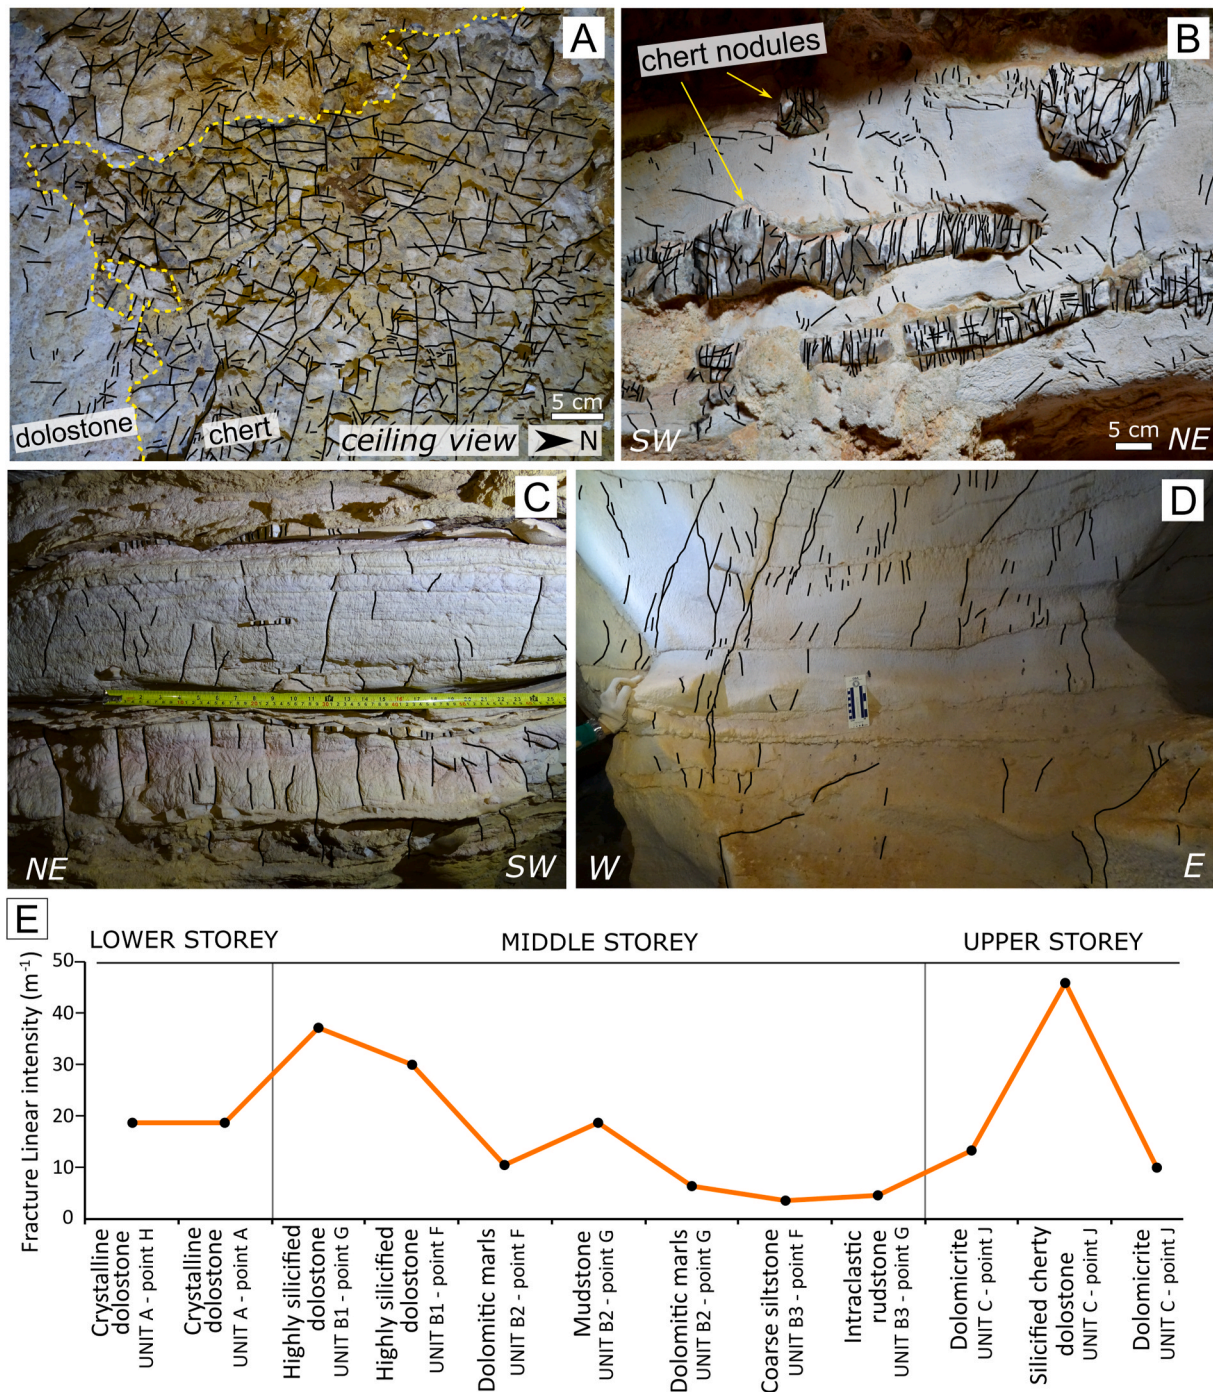 A
dolostone
chert
ceiling view
N
5 cm
B
chert nodules
SW
5 cm
NE
C
NE
SW
D
W
E
E
LOWER STOREY
MIDDLE STOREY
UPPER STOREY
Fracture Linear intensity (m⁻¹)
50
40
30
20
10
0
Crystalline
dolostone
UNIT A - point H
Crystalline
dolostone
UNIT A - point A
Highly silicified
dolostone
UNIT B1 - point G
Highly silicified
dolostone
UNIT B1 - point F
Dolomitic marls
UNIT B2 - point F
Mudstone
UNIT B2 - point G
Dolomitic marls
UNIT B2 - point G
Coarse siltstone
UNIT B3 - point F
Intraclastic
rudstone
UNIT B3 - point G
Dolomicrite
UNIT C - point J
Silicified cherty
dolostone
UNIT C - point J
Dolomicrite
UNIT C - point J